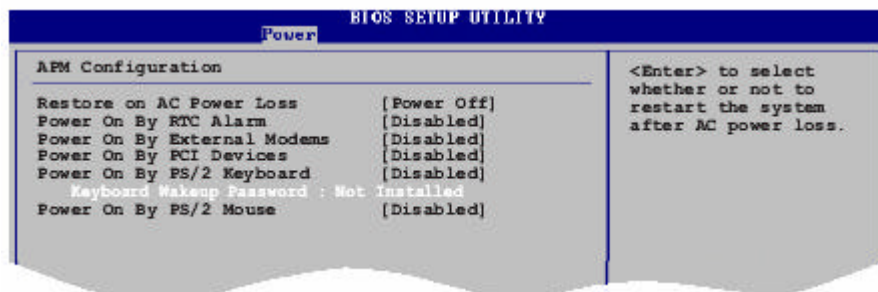 BIOS SETUP UTILITY
Power
APM Configuration
Restore on AC Power Loss [Power Off]
Power On By RTC Alarm [Disabled]
Power On By External Modems [Disabled]
Power On By PCI Devices [Disabled]
Power On By PS/2 Keyboard [Disabled]
Keyboard Wakeup Password : Not Installed
Power On By PS/2 Mouse [Disabled]
<Enter> to select
whether or not to
restart the system
after AC power loss.